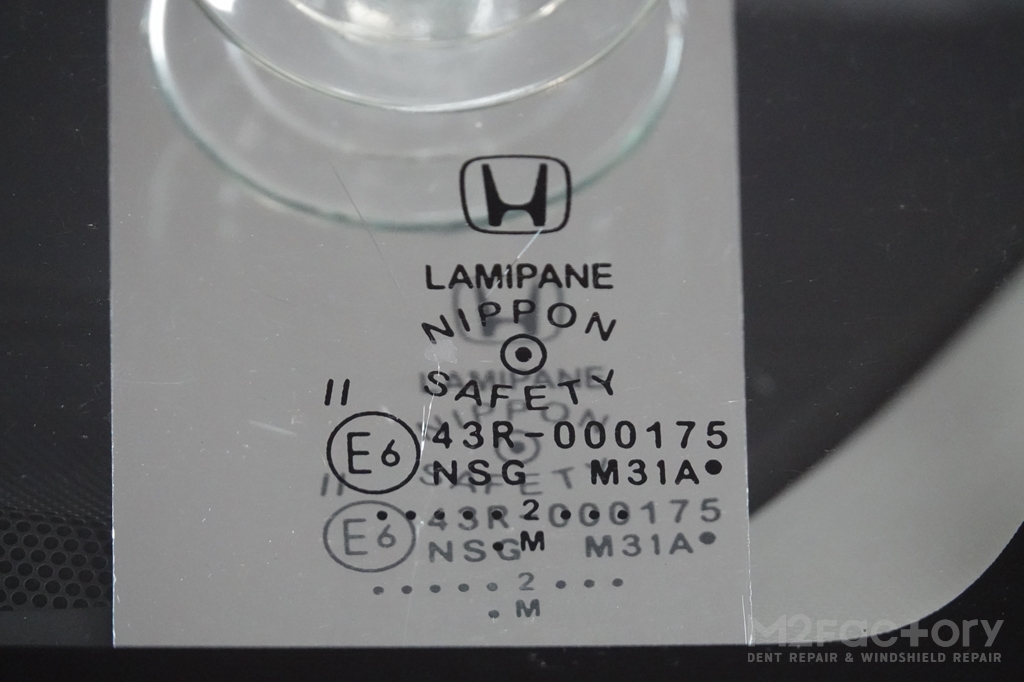 LAMIPANE
NIPPON
SAFETY
II
E6 43R-000175
NSG M31A•
• • • • • 2 • • •
• M
M2Factory
DENT REPAIR & WINDSHIELD REPAIR